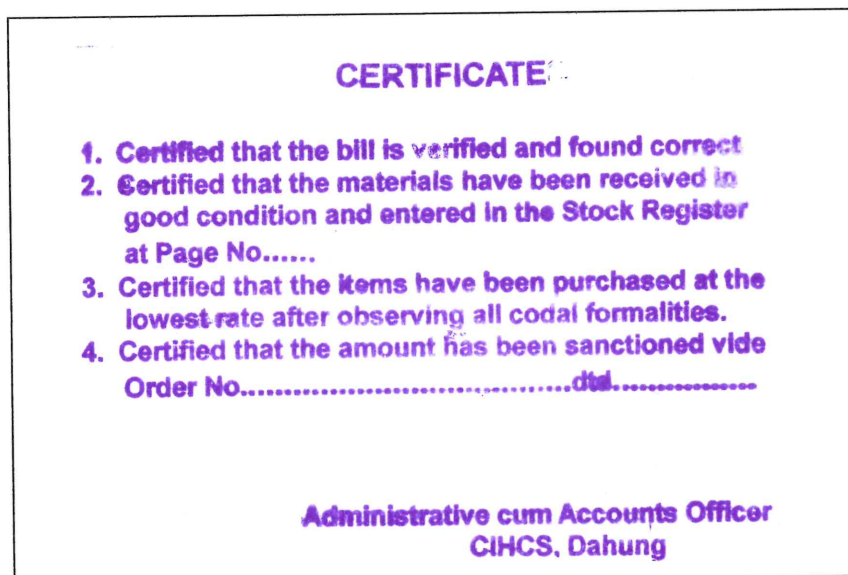 CERTIFICATE
1. Certified that the bill is verified and found correct
2. Certified that the materials have been received in
good condition and entered in the Stock Register
at Page No......
3. Certified that the items have been purchased at the
lowest rate after observing all codal formalities.
4. Certified that the amount has been sanctioned vide
Order No.......................................dtd..................
Administrative cum Accounts Officer
CIHCS, Dahung